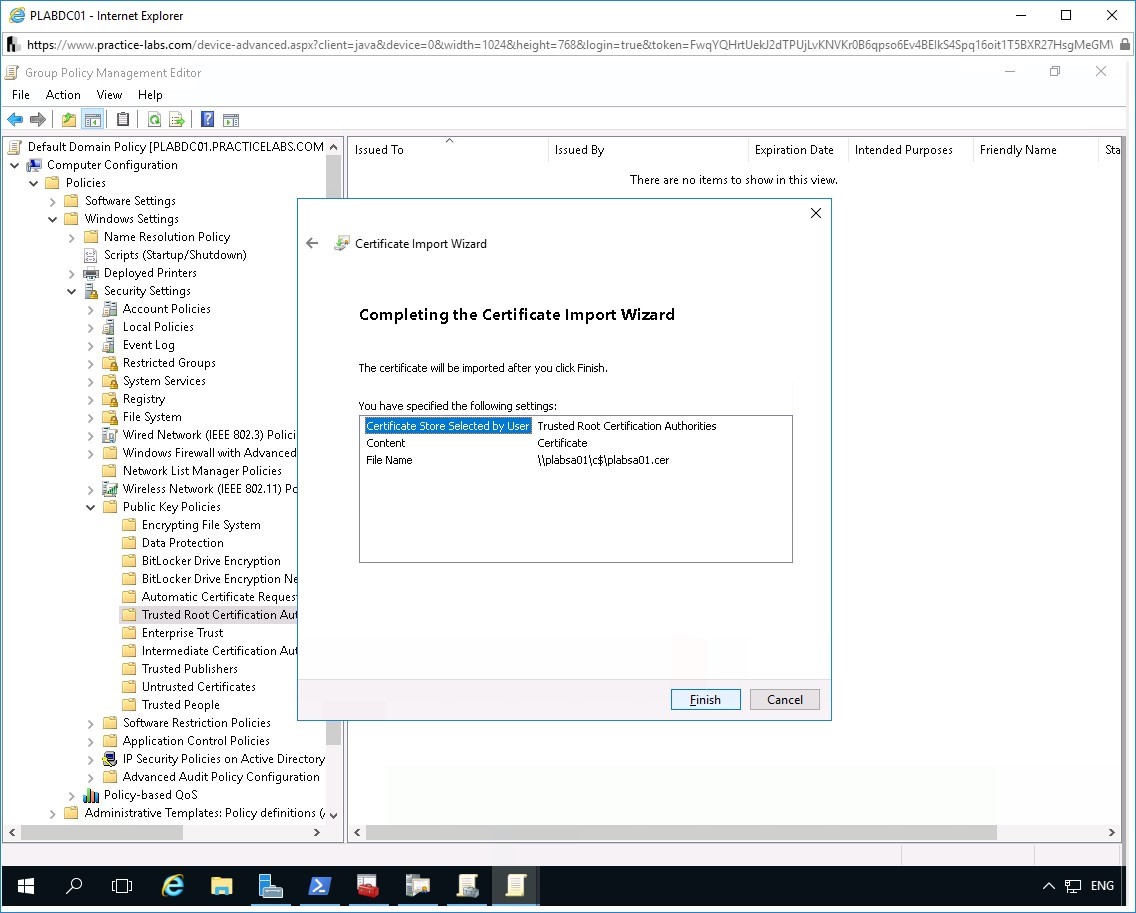 PLABDC01 - Internet Explorer
https://www.practice-labs.com/device-advanced.aspx?client=java&device=0&width=1024&height=768&login=true&token=FwqYQHrtUekJ2dTPUjLvKNVKr0B6qpso6Ev4BEIkS4Spq16oit1T5BXR27HsgMeGM
Group Policy Management Editor
File Action View Help
Default Domain Policy [PLABDC01.PRACTICELABS.COM
Computer Configuration
Policies
Software Settings
Windows Settings
Name Resolution Policy
Scripts (Startup/Shutdown)
Deployed Printers
Security Settings
Account Policies
Local Policies
Event Log
Restricted Groups
System Services
Registry
File System
Wired Network (IEEE 802.3) Polici
Windows Firewall with Advanced
Network List Manager Policies
Wireless Network (IEEE 802.11) Po
Public Key Policies
Encrypting File System
Data Protection
BitLocker Drive Encryption
BitLocker Drive Encryption Ne
Automatic Certificate Reques
Trusted Root Certification Aut
Enterprise Trust
Intermediate Certification Aut
Trusted Publishers
Untrusted Certificates
Trusted People
Software Restriction Policies
Application Control Policies
IP Security Policies on Active Directory
Advanced Audit Policy Configuration
Policy-based QoS
Administrative Templates: Policy definitions (
Issued To Issued By Expiration Date Intended Purposes Friendly Name Sta
There are no items to show in this view.
Certificate Import Wizard
Completing the Certificate Import Wizard
The certificate will be imported after you click Finish.
You have specified the following settings:
Certificate Store Selected by User Trusted Root Certification Authorities
Content Certificate
File Name \\plabsa01\c$\plabsa01.cer
Finish Cancel
ENG